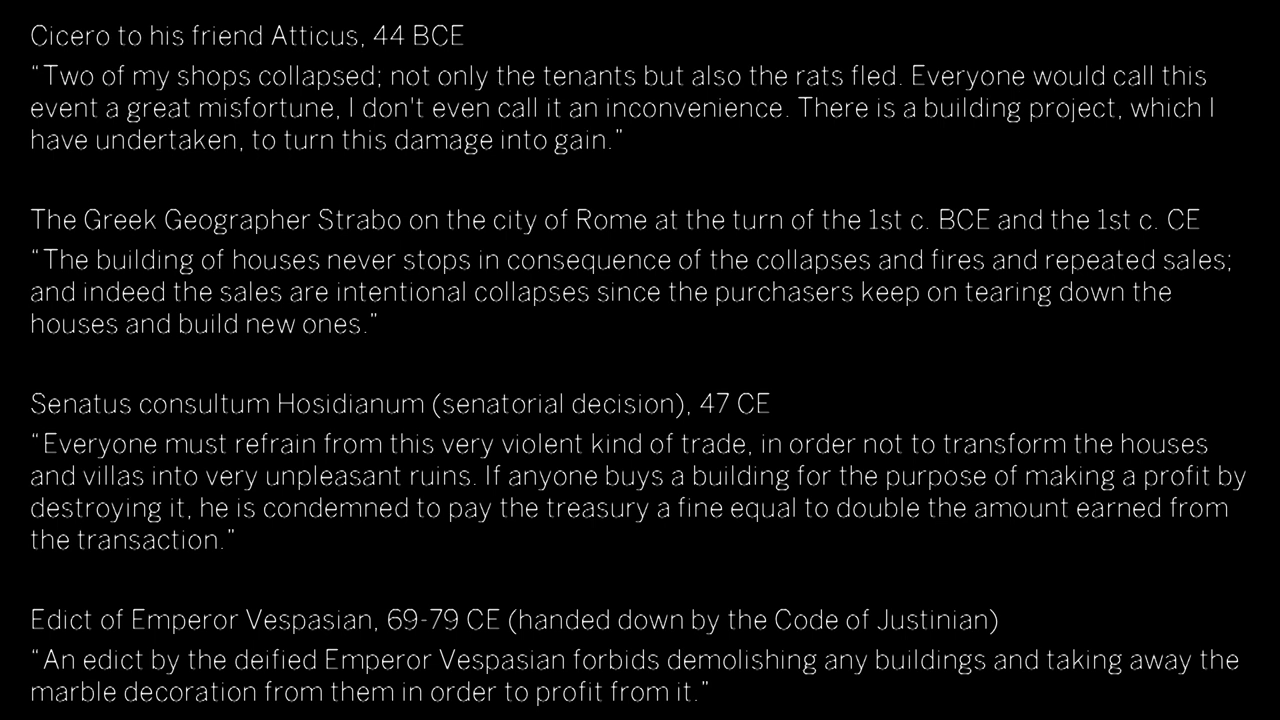 Cicero to his friend Atticus, 44 BCE
“Two of my shops collapsed; not only the tenants but also the rats fled. Everyone would call this
event a great misfortune, I don't even call it an inconvenience. There is a building project, which I
have undertaken, to turn this damage into gain.”
The Greek Geographer Strabo on the city of Rome at the turn of the 1st c. BCE and the 1st c. CE
“The building of houses never stops in consequence of the collapses and fires and repeated sales;
and indeed the sales are intentional collapses since the purchasers keep on tearing down the
houses and build new ones.”
Senatus consultum Hosidianum (senatorial decision), 47 CE
“Everyone must refrain from this very violent kind of trade, in order not to transform the houses
and villas into very unpleasant ruins. If anyone buys a building for the purpose of making a profit by
destroying it, he is condemned to pay the treasury a fine equal to double the amount earned from
the transaction.”
Edict of Emperor Vespasian, 69-79 CE (handed down by the Code of Justinian)
“An edict by the deified Emperor Vespasian forbids demolishing any buildings and taking away the
marble decoration from them in order to profit from it.”